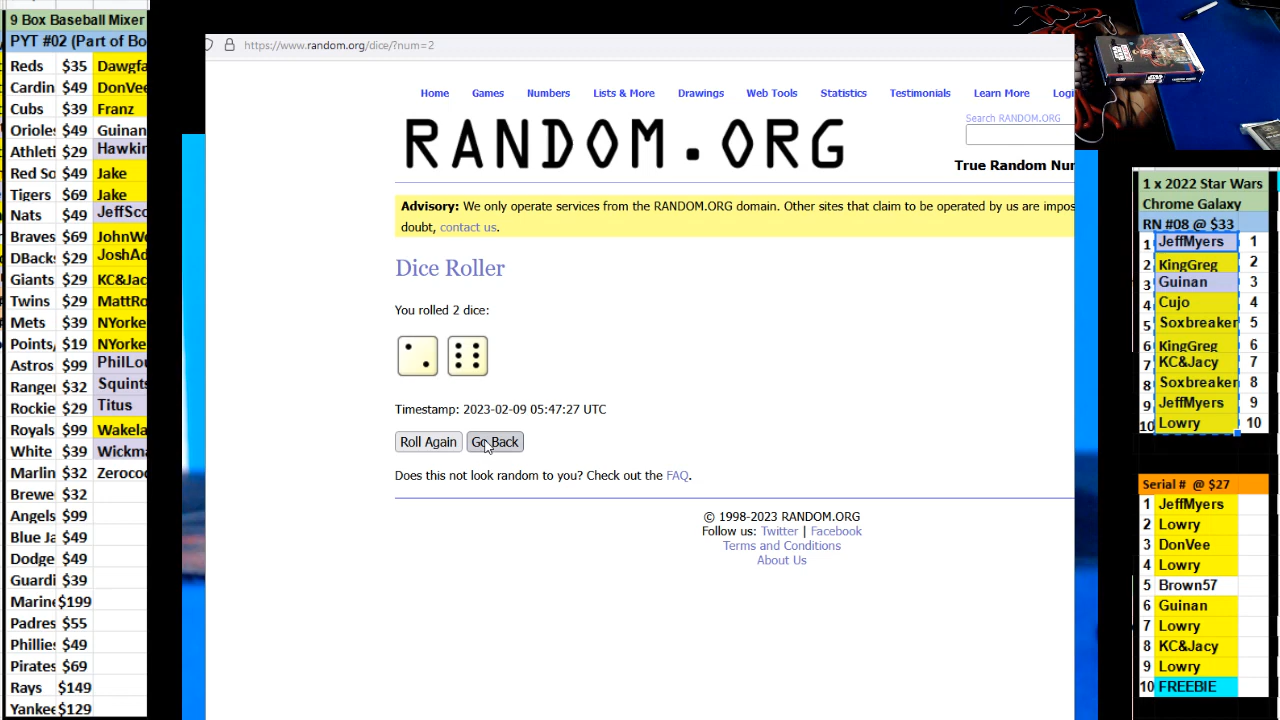 9 Box Baseball Mixer
PYT #02 (Part of Bo
Reds $35 Dawgfa
Cardin $49 DonVee
Cubs $39 Franz
Orioles $49 Guinan
Athleti $29 Hawkin
Red So $49 Jake
Tigers $69 Jake
Nats $49 JeffSco
Braves $69 JohnWo
DBacks $29 JoshAd
Giants $29 KC&Jac
Twins $29 MattRo
Mets $39 NYorke
Points/ $19 NYorke
Astros $99 PhilLou
Ranger $32 Squints
Rockie $29 Titus
Royals $99 Wakela
White $39 Wickma
Marlin $32 Zerocoo
Brewe $32
Angels $99
Blue Ja $49
Dodge $49
Guardi $39
Marine $199
Padres $55
Phillies $49
Pirates $69
Rays $149
Yankee $129
https://www.random.org/dice/?num=2
Home Games Numbers Lists & More Drawings Web Tools Statistics Testimonials Learn More Logi
Search RANDOM.ORG
RANDOM.ORG
True Random Num
Advisory: We only operate services from the RANDOM.ORG domain. Other sites that claim to be operated by us are impos
doubt, contact us.
Dice Roller
You rolled 2 dice:
Timestamp: 2023-02-09 05:47:27 UTC
Roll Again Go Back
Does this not look random to you? Check out the FAQ.
© 1998-2023 RANDOM.ORG
Follow us: Twitter | Facebook
Terms and Conditions
About Us
1 x 2022 Star Wars
Chrome Galaxy
RN #08 @ $33
1 JeffMyers 1
2 KingGreg 2
3 Guinan 3
4 Cujo 4
5 Soxbreaker 5
6 KingGreg 6
7 KC&Jacy 7
8 Soxbreaker 8
9 JeffMyers 9
10 Lowry 10
Serial # @ $27
1 JeffMyers
2 Lowry
3 DonVee
4 Lowry
5 Brown57
6 Guinan
7 Lowry
8 KC&Jacy
9 Lowry
10 FREEBIE